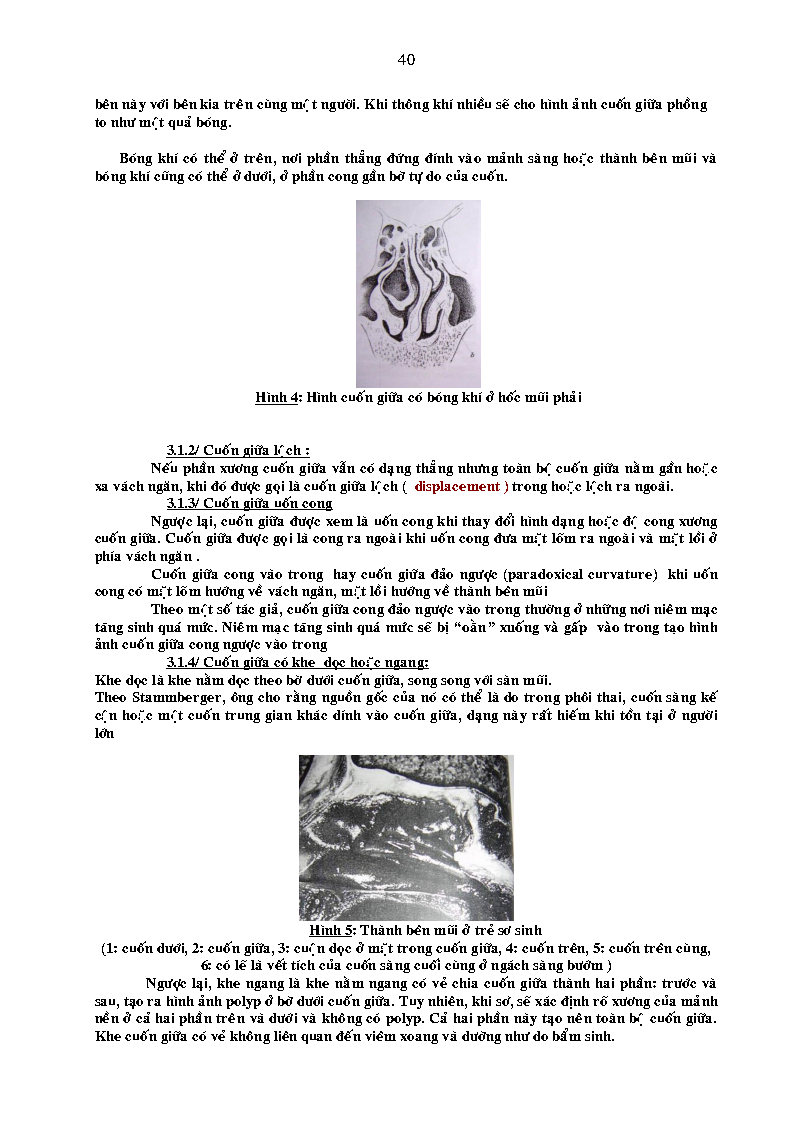 40
bên này với bên kia trên cùng một người. Khi thông khí nhiều sẽ cho hình ảnh cuốn giữa phồng
to như một quả bóng.
Bóng khí có thể ở trên, nơi phần thẳng đứng đính vào mảnh sàng hoặc thành bên mũi và
bóng khí cũng có thể ở dưới, ở phần cong gần bờ tự do của cuốn.
Hình 4: Hình cuốn giữa có bóng khí ở hốc mũi phải
3.1.2/ Cuốn giữa lệch :
Nếu phần xương cuốn giữa vẫn có dạng thẳng nhưng toàn bộ cuốn giữa nằm gần hoặc
xa vách ngăn, khi đó được gọi là cuốn giữa lệch ( displacement ) trong hoặc lệch ra ngoài.
3.1.3/ Cuốn giữa uốn cong
Ngược lại, cuốn giữa được xem là uốn cong khi thay đổi hình dạng hoặc độ cong xương
cuốn giữa. Cuốn giữa được gọi là cong ra ngoài khi uốn cong đưa mặt lõm ra ngoài và mặt lồi ở
phía vách ngăn .
Cuốn giữa cong vào trong hay cuốn giữa đảo ngược (paradoxical curvature) khi uốn
cong có mặt lõm hướng về vách ngăn, mặt lồi hướng về thành bên mũi
Theo một số tác giả, cuốn giữa cong đảo ngược vào trong thường ở những nơi niêm mạc
tăng sinh quá mức. Niêm mạc tăng sinh quá mức sẽ bị “oằn” xuống và gấp vào trong tạo hình
ảnh cuốn giữa cong ngược vào trong
3.1.4/ Cuốn giữa có khe dọc hoặc ngang:
Khe dọc là khe nằm dọc theo bờ dưới cuốn giữa, song song với sàn mũi.
Theo Stammberger, ông cho rằng nguồn gốc của nó có thể là do trong phôi thai, cuốn sàng kế
cận hoặc một cuốn trung gian khác dính vào cuốn giữa, dạng này rất hiếm khi tồn tại ở người
lớn
Hình 5: Thành bên mũi ở trẻ sơ sinh
(1: cuốn dưới, 2: cuốn giữa, 3: cuộn dọc ở mặt trong cuốn giữa, 4: cuốn trên, 5: cuốn trên cùng,
6: có lẽ là vết tích của cuốn sàng cuối cùng ở ngách sàng bướm )
Ngược lại, khe ngang là khe nằm ngang có vẻ chia cuốn giữa thành hai phần: trước và
sau, tạo ra hình ảnh polyp ở bờ dưới cuốn giữa. Tuy nhiên, khi sờ, sẽ xác định rõ xương của mảnh
nền ở cả hai phần trên và dưới và không có polyp. Cả hai phần này tạo nên toàn bộ cuốn giữa.
Khe cuốn giữa có vẻ không liên quan đến viêm xoang và dường như do bẩm sinh.